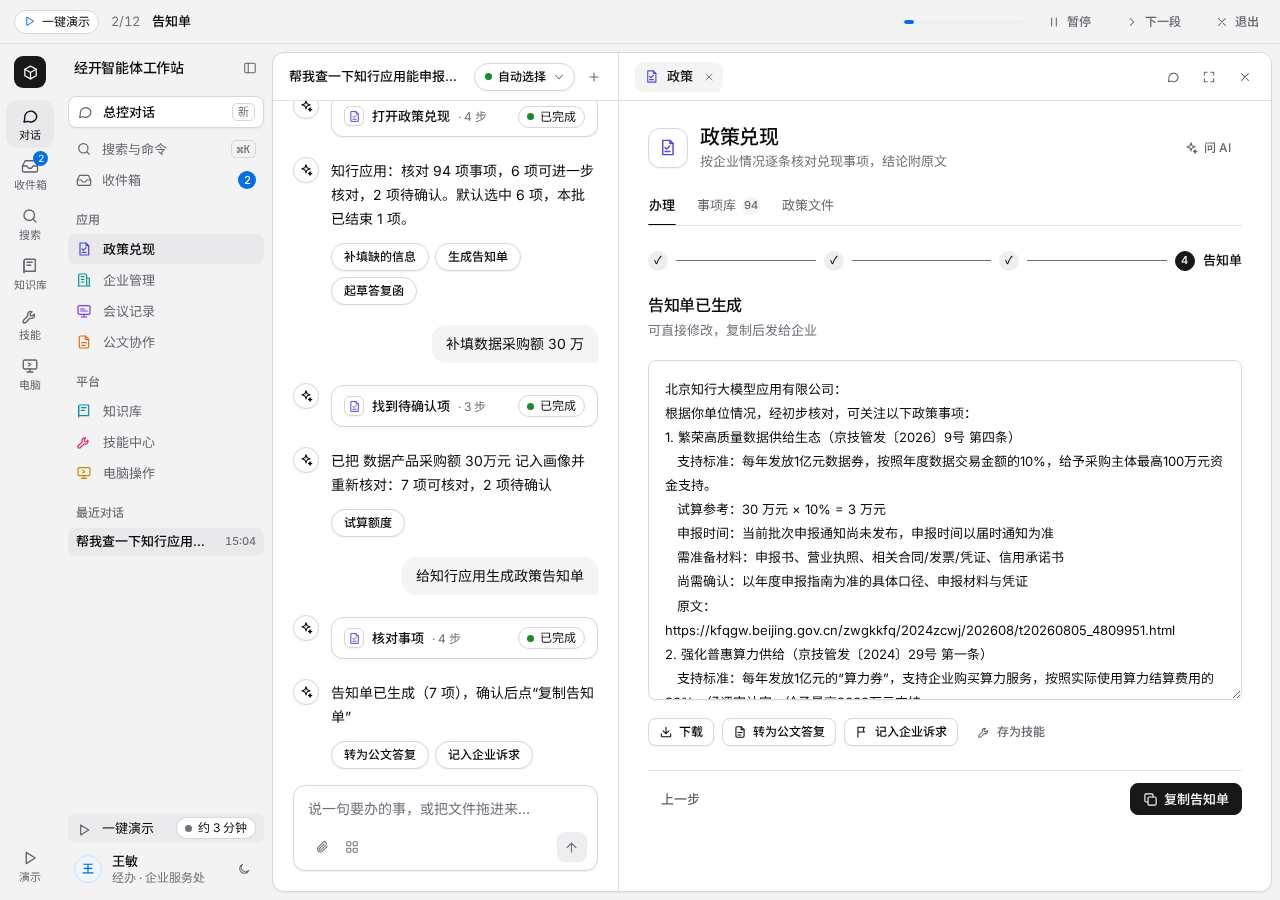 一键演示
2/12
告知单
暂停
下一段
退出
对话
2
收件箱
搜索
知识库
技能
电脑
演示
经开智能体工作站
总控对话
新
搜索与命令
⌘K
收件箱
2
应用
政策兑现
企业管理
会议记录
公文协作
平台
知识库
技能中心
电脑操作
最近对话
帮我查一下知行应用...
15:04
一键演示
约 3 分钟
王
王敏
经办 · 企业服务处
帮我查一下知行应用能申报...
自动选择
打开政策兑现 · 4 步
已完成
知行应用：核对 94 项事项，6 项可进一步
核对，2 项待确认。默认选中 6 项，本批
已结束 1 项。
补填缺的信息
生成告知单
起草答复函
补填数据采购额 30 万
找到待确认项 · 3 步
已完成
已把 数据产品采购额 30万元 记入画像并
重新核对：7 项可核对，2 项待确认
试算额度
给知行应用生成政策告知单
核对事项 · 4 步
已完成
告知单已生成（7 项），确认后点“复制告知
单”
转为公文答复
记入企业诉求
说一句要办的事，或把文件拖进来...
政策
政策兑现
按企业情况逐条核对兑现事项，结论附原文
问 AI
办理
事项库 94
政策文件
4 告知单
告知单已生成
可直接修改，复制后发给企业
北京知行大模型应用有限公司：
根据你单位情况，经初步核对，可关注以下政策事项：
1. 繁荣高质量数据供给生态（京技管发〔2026〕9号 第四条）
支持标准：每年发放1亿元数据券，按照年度数据交易金额的10%，给予采购主体最高100万元资
金支持。
试算参考：30 万元 × 10% = 3 万元
申报时间：当前批次申报通知尚未发布，申报时间以届时通知为准
需准备材料：申报书、营业执照、相关合同/发票/凭证、信用承诺书
尚需确认：以年度申报指南为准的具体口径、申报材料与凭证
原文：
https://kfqgw.beijing.gov.cn/zwgkkfq/2024zcwj/202608/t20260805_4809951.html
2. 强化普惠算力供给（京技管发〔2024〕29号 第一条）
支持标准：每年发放1亿元的“算力券”，支持企业购买算力服务，按照实际使用算力结算费用的
下载
转为公文答复
记入企业诉求
存为技能
上一步
复制告知单